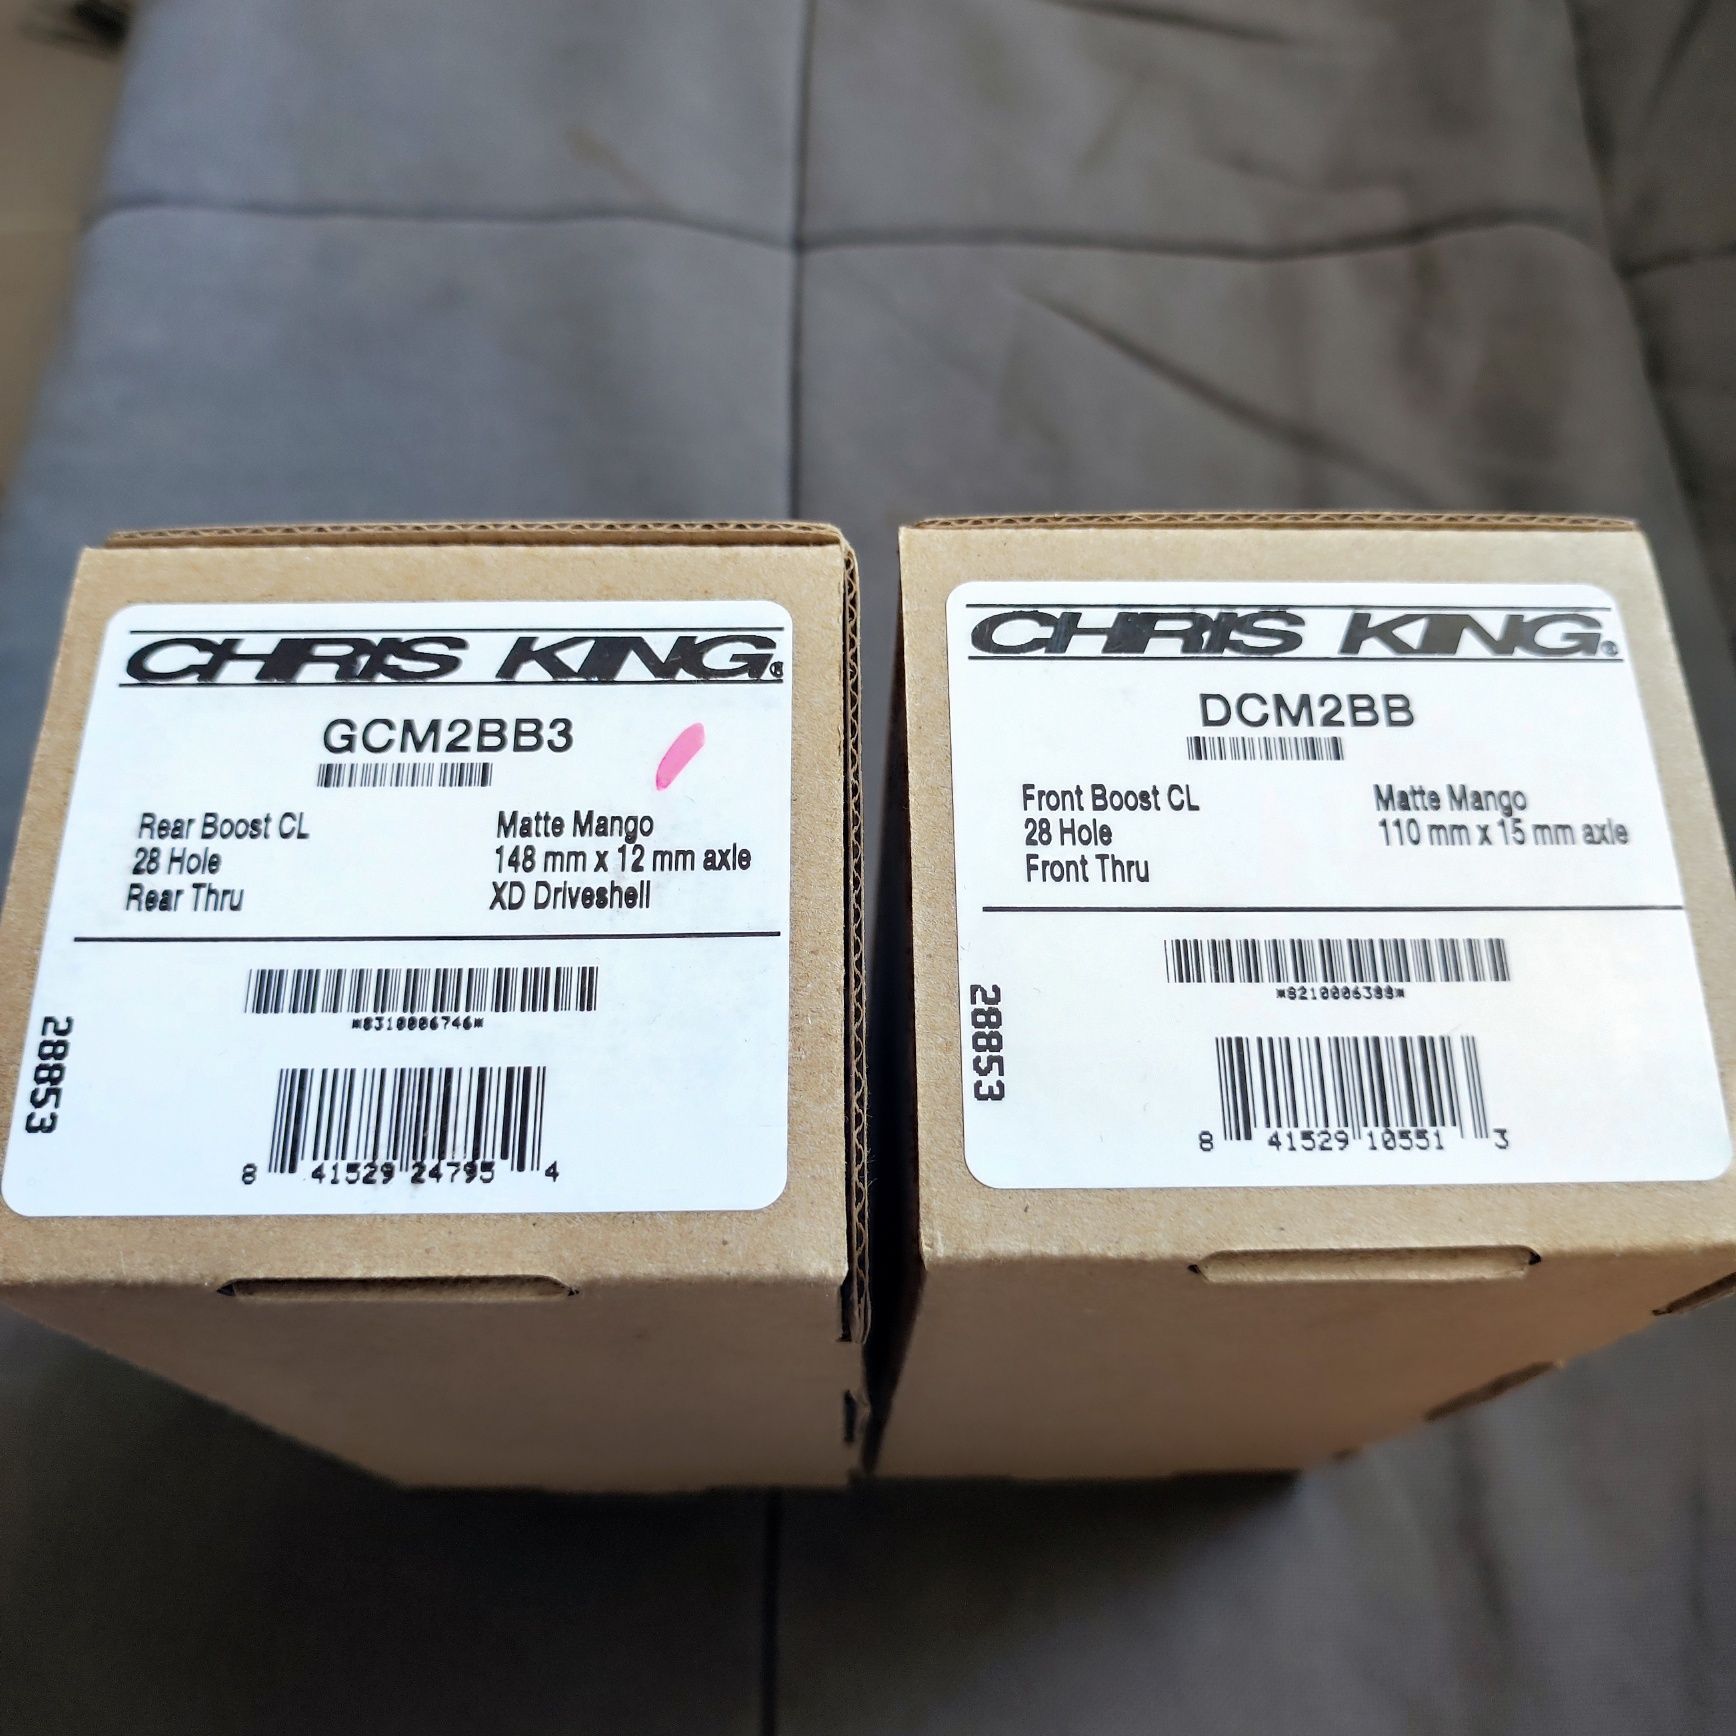 CHRIS KING®
GCM2BB3
Rear Boost CL
28 Hole
Rear Thru
Matte Mango
148 mm x 12 mm axle
XD Driveshell
*8310006746*
28853
8 41529 24795 4
CHRIS KING®
DCM2BB
Front Boost CL
28 Hole
Front Thru
Matte Mango
110 mm x 15 mm axle
*8210006388*
28853
8 41529 10551 3